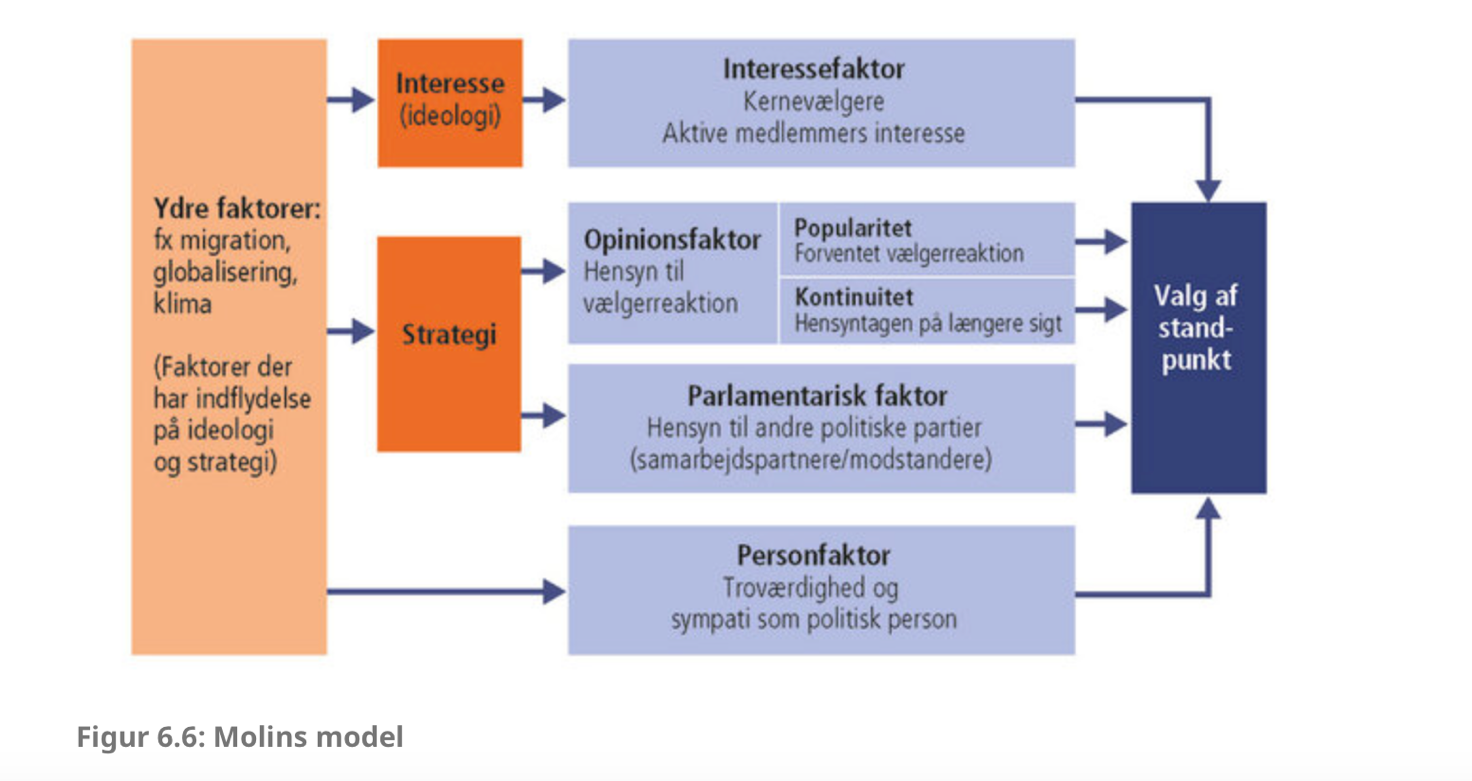 Ydre faktorer:
fx migration,
globalisering,
klima
(Faktorer der
har indflydelse
på ideologi
og strategi)
Interesse
(ideologi)
Strategi
Interessefaktor
Kernevælgere
Aktive medlemmers interesse
Opinionsfaktor
Hensyn til
vælgerreaktion
Popularitet
Forventet vælgerreaktion
Kontinuitet
Hensyntagen på længere sigt
Parlamentarisk faktor
Hensyn til andre politiske partier
(samarbejdspartnere/modstandere)
Personfaktor
Troværdighed og
sympati som politisk person
Valg af
stand-
punkt
Figur 6.6: Molins model